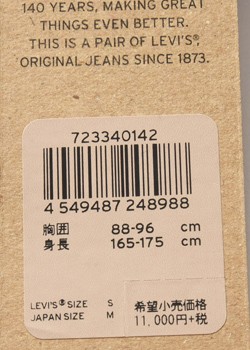 140 YEARS, MAKING GREAT
THINGS EVEN BETTER.
THIS IS A PAIR OF LEVI'S®,
ORIGINAL JEANS SINCE 1873.
723340142
4 549487 248988
胸囲 88-96 cm
身長 165-175 cm
LEVI'S® SIZE S
JAPAN SIZE M
希望小売価格
11,000円+税